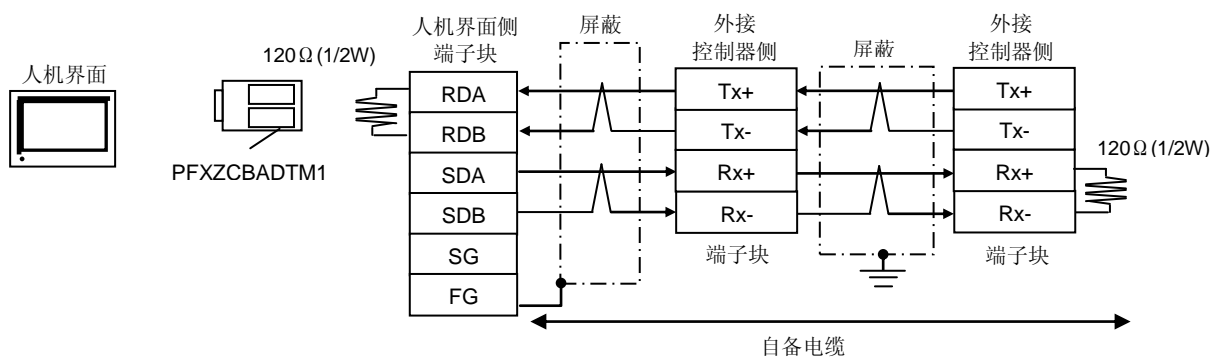 人机界面
120Ω(1/2W)
PFXZCBADTM1
人机界面侧
端子块
RDA
RDB
SDA
SDB
SG
FG
屏蔽
外接
控制器侧
Tx+
Tx-
Rx+
Rx-
端子块
屏蔽
外接
控制器侧
Tx+
Tx-
Rx+
Rx-
端子块
120Ω(1/2W)
自备电缆